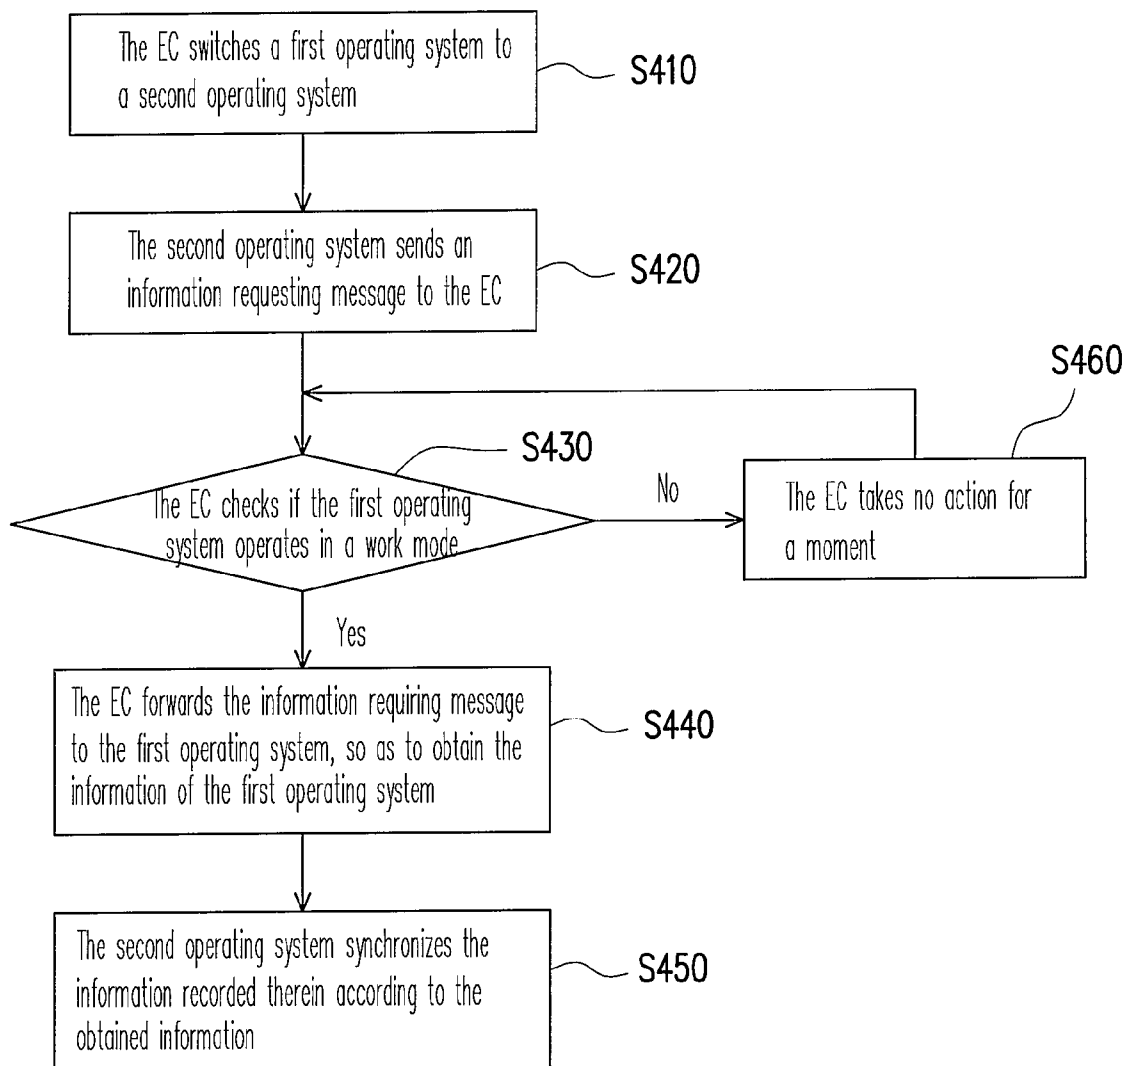 The EC switches a first operating system to
a second operating system
S410
The second operating system sends an
information requesting message to the EC
S420
S460
S430
The EC checks if the first operating
system operates in a work mode
No
The EC takes no action for
a moment
Yes
The EC forwards the information requiring message
to the first operating system, so as to obtain the
information of the first operating system
S440
The second operating system synchronizes the
information recorded therein according to the
obtained information
S450